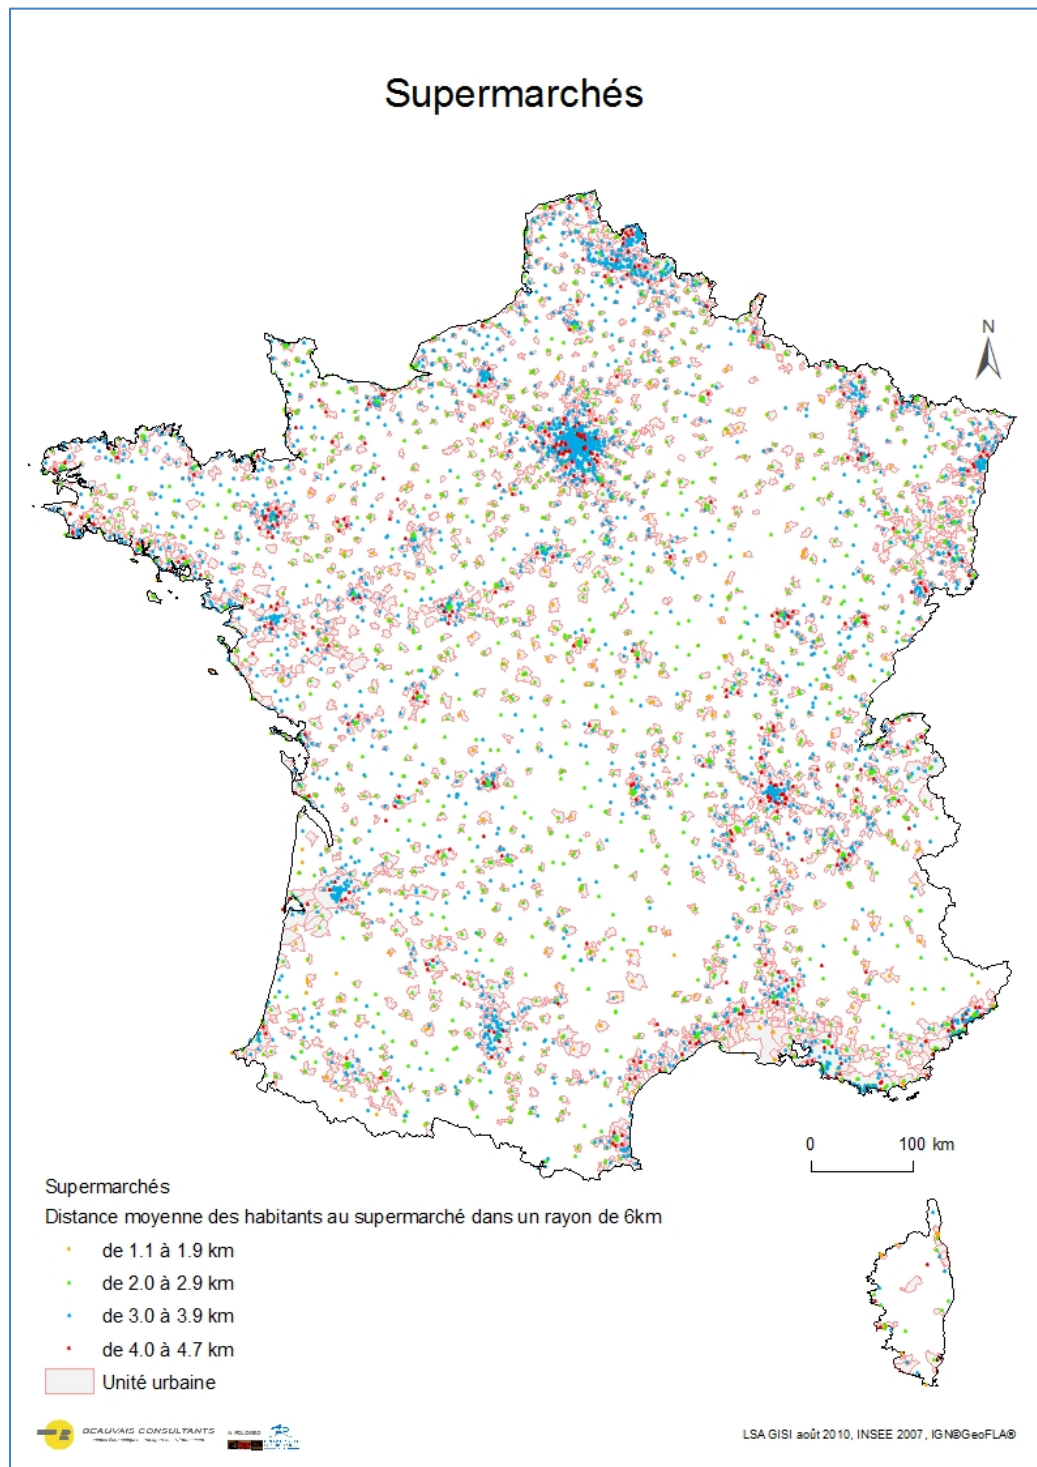 Supermarchés
N
0 100 km
Supermarchés
Distance moyenne des habitants au supermarché dans un rayon de 6km
de 1.1 à 1.9 km
de 2.0 à 2.9 km
de 3.0 à 3.9 km
de 4.0 à 4.7 km
Unité urbaine
BEAUVAIS CONSULTANTS
LSA GISI août 2010, INSEE 2007, IGN©GeoFLA®